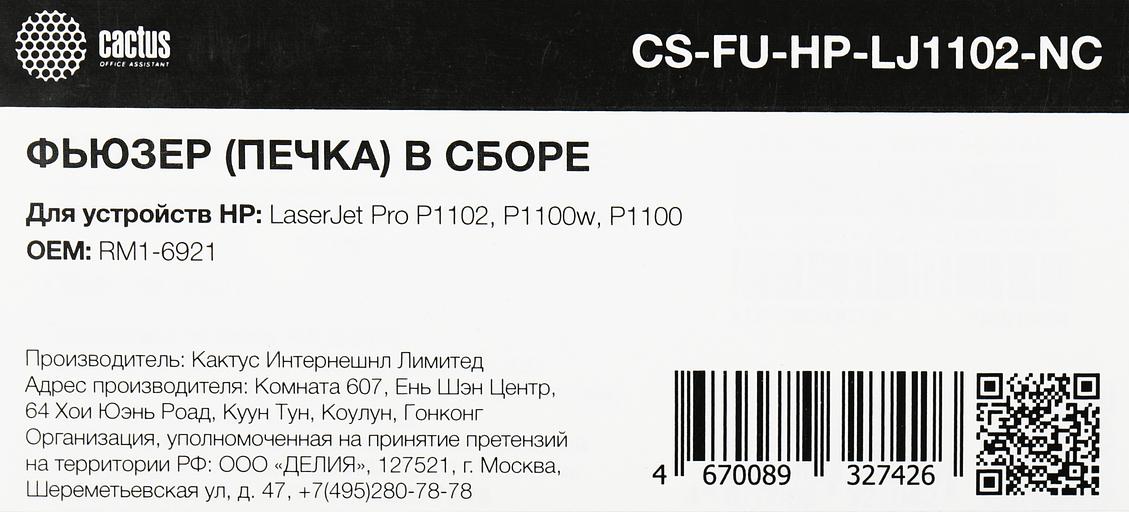 cactus
OFFICE ASSISTANT
CS-FU-HP-LJ1102-NC
ФЬЮЗЕР (ПЕЧКА) В СБОРЕ
Для устройств HP: LaserJet Pro P1102, P1100w, P1100
OEM: RM1-6921
Производитель: Кактус Интернешнл Лимитед
Адрес производителя: Комната 607, Ень Шэн Центр,
64 Хои Юэнь Роад, Куун Тун, Коулун, Гонконг
Организация, уполномоченная на принятие претензий
на территории РФ: ООО «ДЕЛИЯ», 127521, г. Москва,
Шереметьевская ул, д. 47, +7(495)280-78-78
4 670089 327426